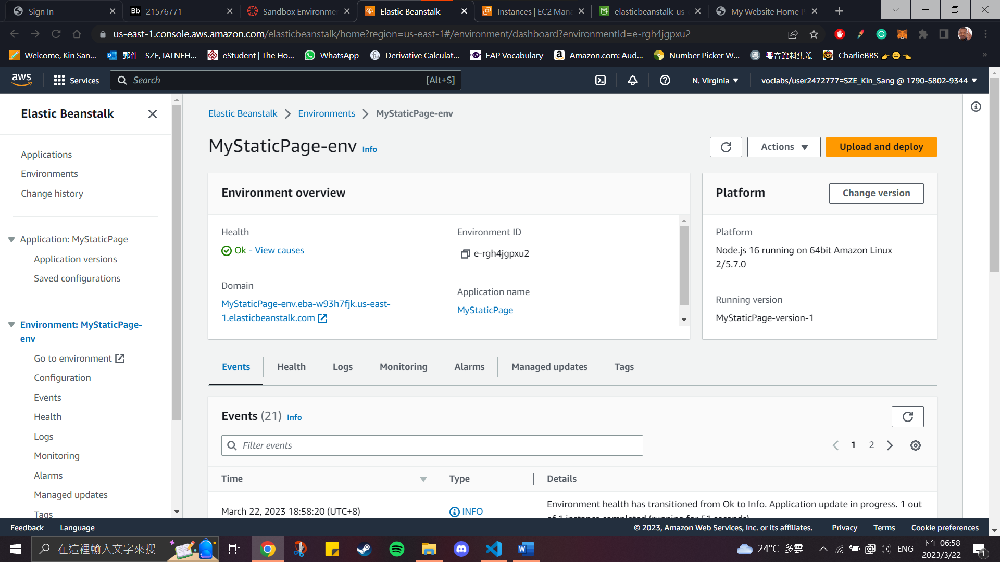 Sign In
Bb 21576771
Sandbox Environme
Elastic Beanstalk
Instances | EC2 Mana
elasticbeanstalk-us-
My Website Home P
us-east-1.console.aws.amazon.com/elasticbeanstalk/home?region=us-east-1#/environment/dashboard?environmentId=e-rgh4jgpxu2
Welcome, Kin San...
郵件 - SZE, IATNEH...
eStudent | The Ho...
WhatsApp
Derivative Calculat...
EAP Vocabulary
Amazon.com: Aud...
Number Picker W...
粵音資料集叢
CharlieBBS 👉😑👈
»
aws
Services
Search
[Alt+S]
N. Virginia
voclabs/user2472777=SZE_Kin_Sang @ 1790-5802-9344
Elastic Beanstalk
Applications
Environments
Change history
Application: MyStaticPage
Application versions
Saved configurations
Environment: MyStaticPage-
env
Go to environment
Configuration
Events
Health
Logs
Monitoring
Alarms
Managed updates
Tags
Elastic Beanstalk
Environments
MyStaticPage-env
MyStaticPage-env Info
Actions
Upload and deploy
Environment overview
Health
Ok - View causes
Domain
MyStaticPage-env.eba-w93h7fjk.us-east-
1.elasticbeanstalk.com
Environment ID
e-rgh4jgpxu2
Application name
MyStaticPage
Platform
Change version
Platform
Node.js 16 running on 64bit Amazon Linux
2/5.7.0
Running version
MyStaticPage-version-1
Events
Health
Logs
Monitoring
Alarms
Managed updates
Tags
Events (21) Info
Filter events
1
2
Time
Type
Details
March 22, 2023 18:58:20 (UTC+8)
INFO
Environment health has transitioned from Ok to Info. Application update in progress. 1 out
of 1 instance completed (running for 51 seconds).
Feedback
Language
© 2023, Amazon Web Services, Inc. or its affiliates.
Privacy
Terms
Cookie preferences
在這裡輸入文字來搜
24°C 多雲
ENG
下午 06:58
2023/3/22
1